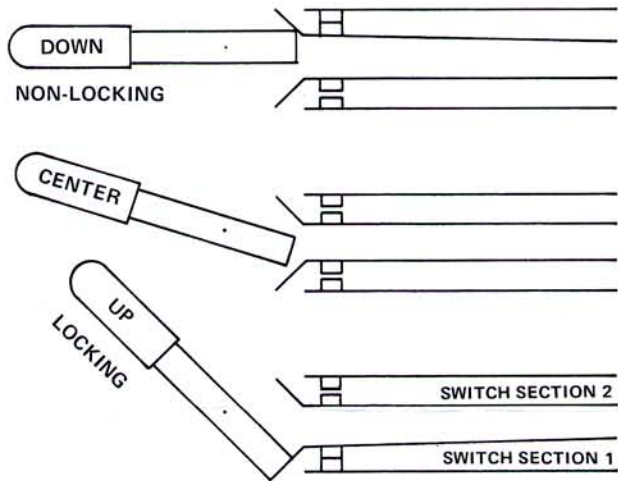 DOWN
NON-LOCKING
CENTER
UP
LOCKING
SWITCH SECTION 2
SWITCH SECTION 1